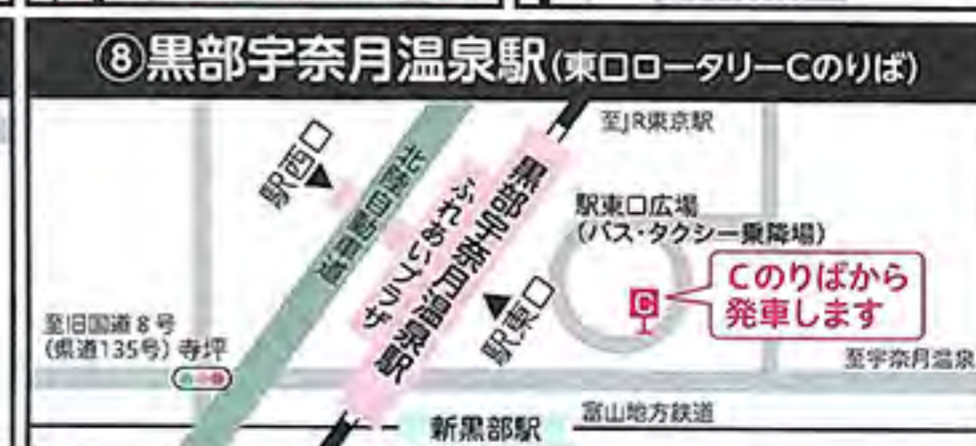 ⑧黒部宇奈月温泉駅(東口ロータリーCのりば)
至JR東京駅
駅西口
北陸自動車道
ふれあいプラザ
黒部宇奈月温泉駅
駅東口広場
(バス・タクシー乗降場)
Cのりばから
発車します
C
駅東口
至旧国道8号
(県道135号)寺坪
至宇奈月温泉
富山地方鉄道
新黒部駅